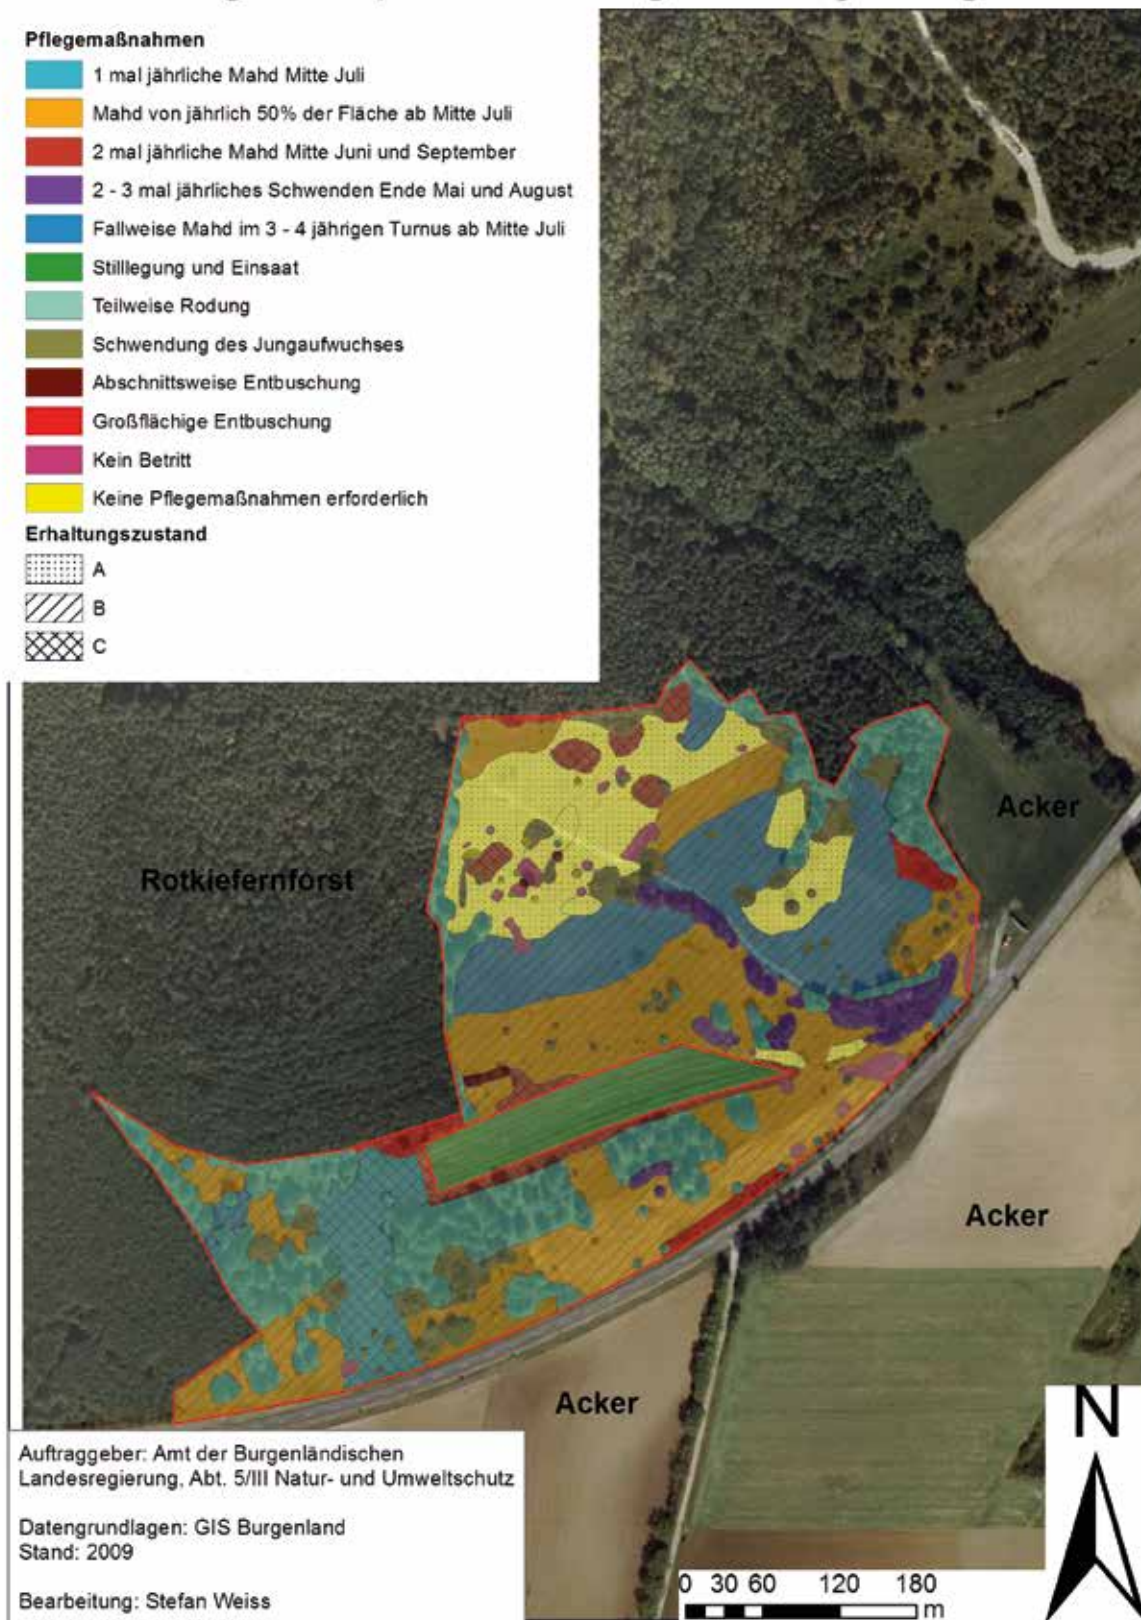 Pflegemaßnahmen
1 mal jährliche Mahd Mitte Juli
Mahd von jährlich 50% der Fläche ab Mitte Juli
2 mal jährliche Mahd Mitte Juni und September
2 - 3 mal jährliches Schwenden Ende Mai und August
Fallweise Mahd im 3 - 4 jährigen Turnus ab Mitte Juli
Stilllegung und Einsaat
Teilweise Rodung
Schwendung des Jungaufwuchses
Abschnittsweise Entbuschung
Großflächige Entbuschung
Kein Betritt
Keine Pflegemaßnahmen erforderlich
Erhaltungszustand
A
B
C
Acker
Rotkiefernforst
Acker
Acker
N
Auftraggeber: Amt der Burgenländischen
Landesregierung, Abt. 5/III Natur- und Umweltschutz
Datengrundlagen: GIS Burgenland
Stand: 2009
Bearbeitung: Stefan Weiss
0 30 60 120 180
m